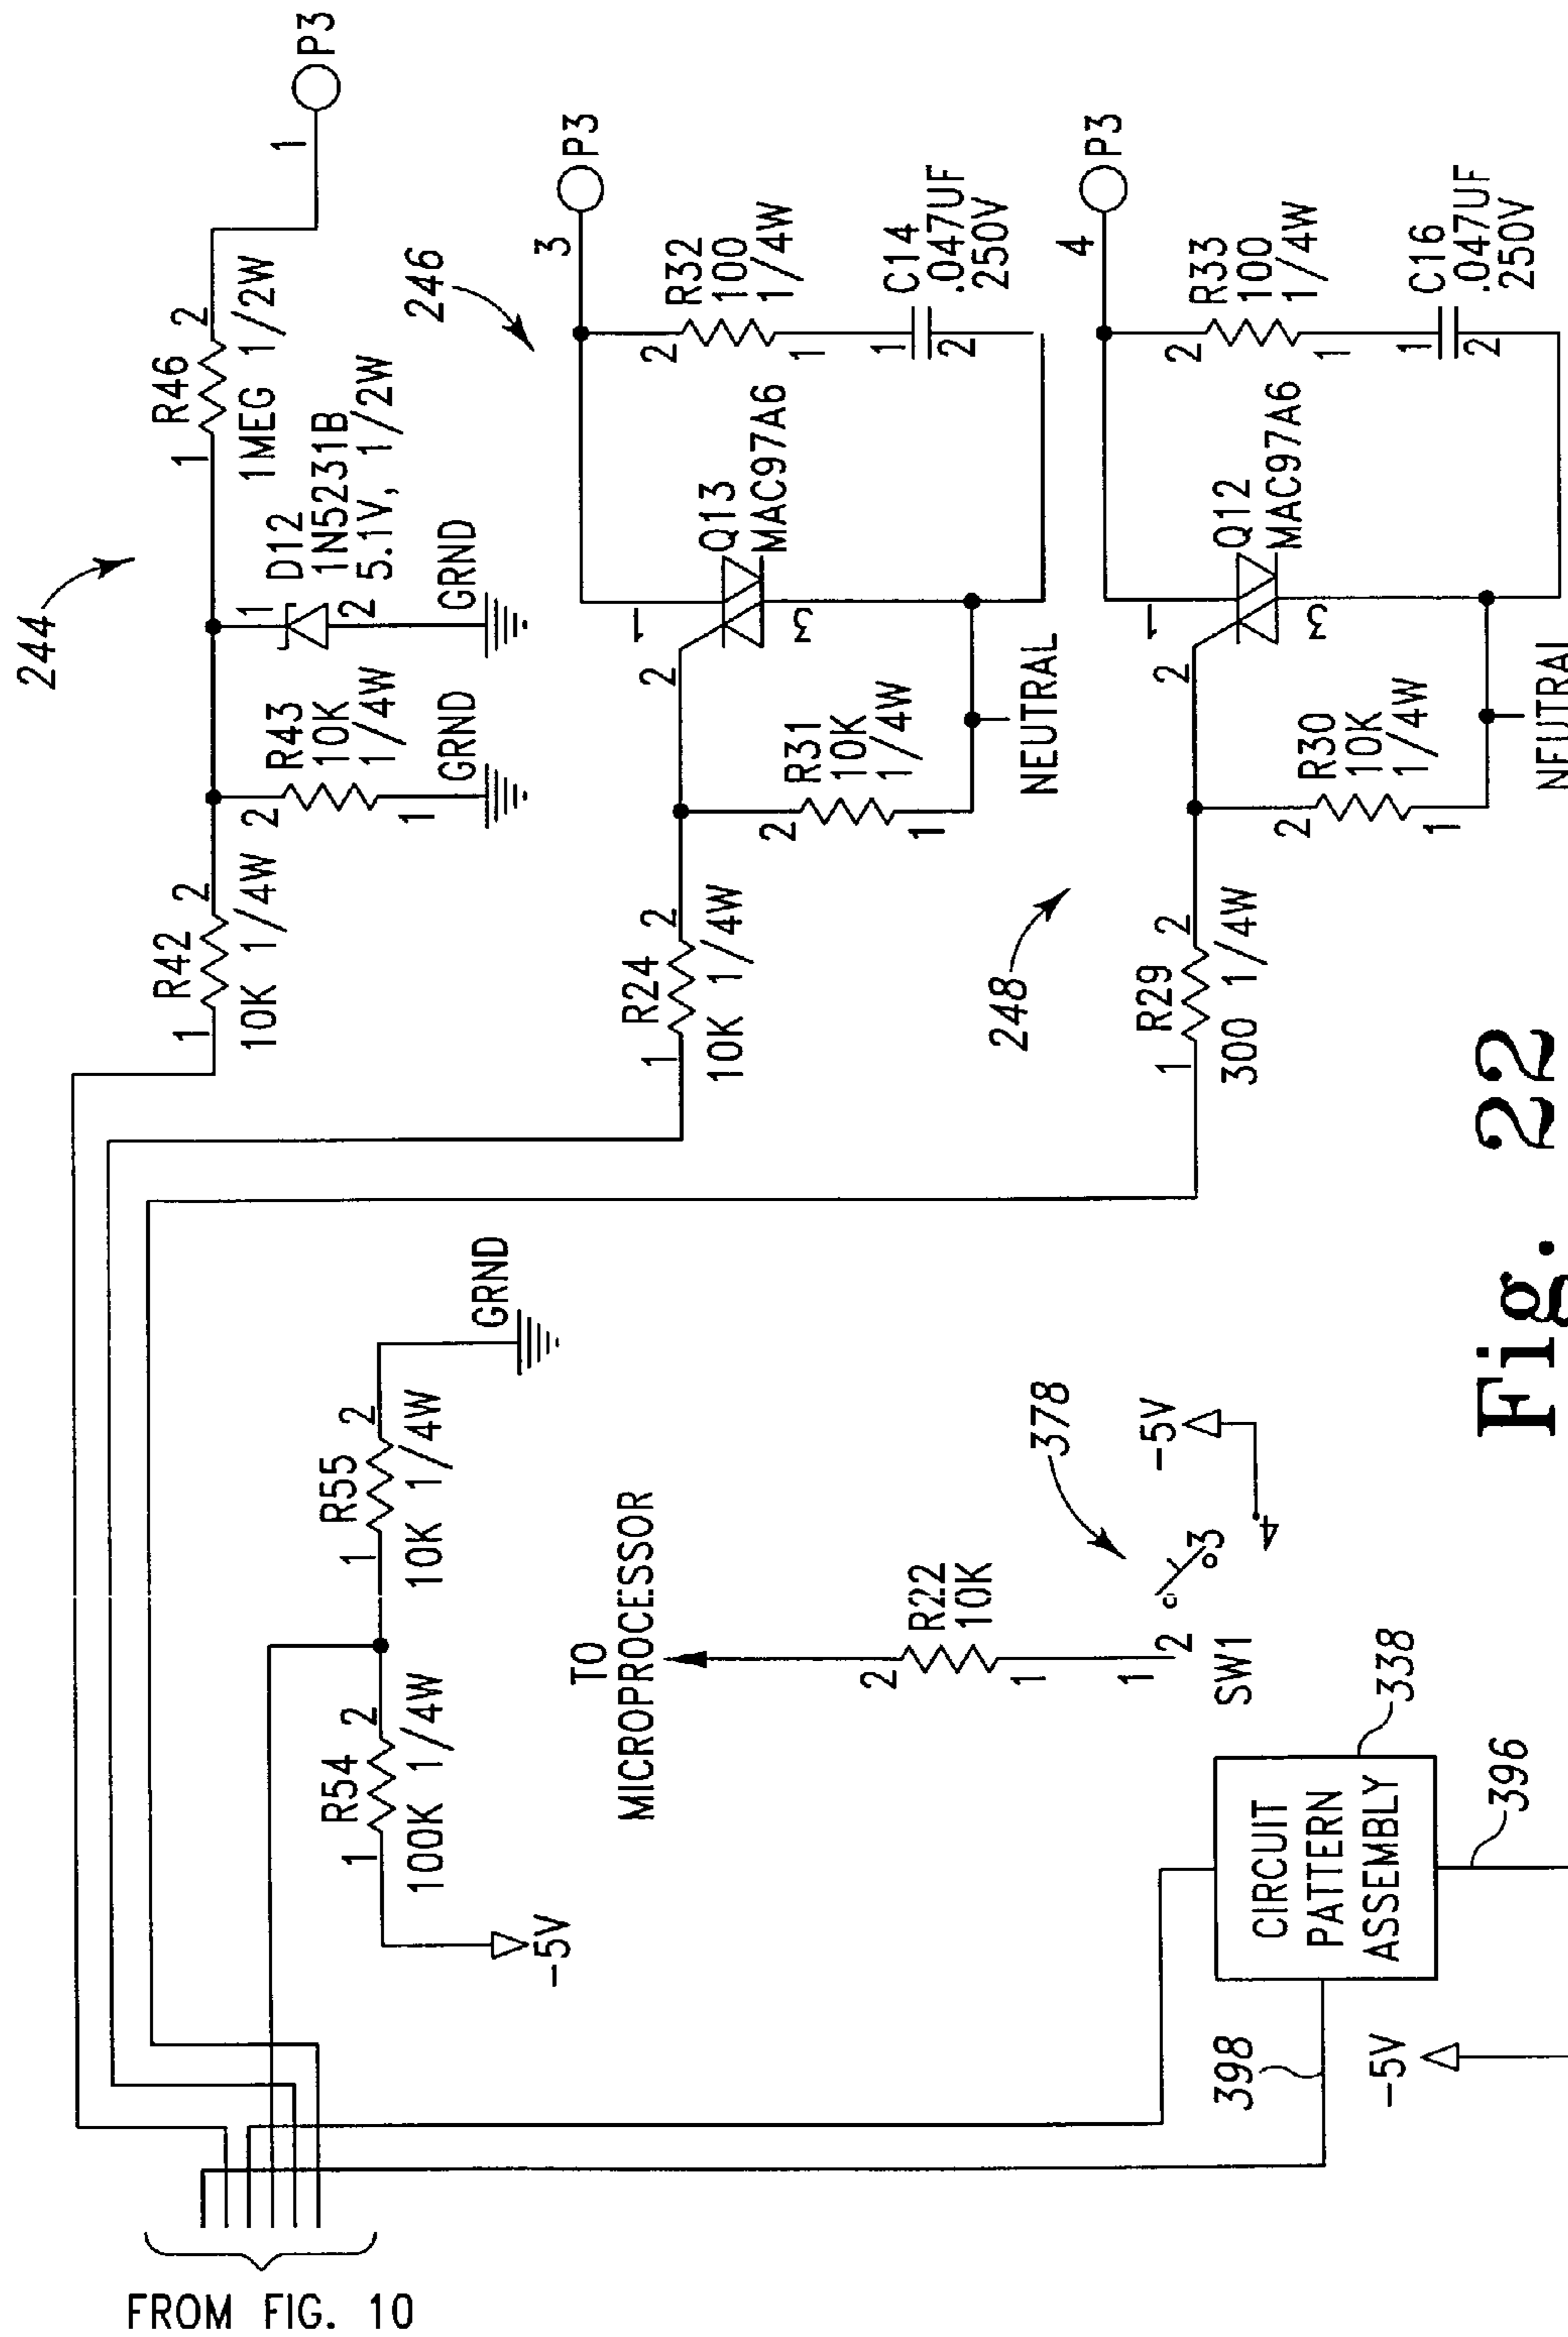 244
R42
1
2
10K 1/4W
R43
10K
1/4W
2
1
GRND
D12
1N5231B
5.1V, 1/2W
1
2
GRND
R46
1
2
1MEG 1/2W
1
P3
246
R24
1
2
10K 1/4W
R31
10K
1/4W
2
1
NEUTRAL
2
1
3
Q13
MAC97A6
3
P3
R32
100
1/4W
2
1
C14
.047UF
250V
1
2
248
R29
1
2
300 1/4W
R30
10K
1/4W
2
1
NEUTRAL
2
1
3
Q12
MAC97A6
4
P3
R33
100
1/4W
2
1
C16
.047UF
250V
1
2
R54
1
2
100K 1/4W
-5V
R55
1
2
10K 1/4W
GRND
TO
MICROPROCESSOR
R22
10K
2
1
1
2
SW1
3
4
378
-5V
CIRCUIT
PATTERN
ASSEMBLY
338
396
398
-5V
FROM FIG. 10
Fig. 22